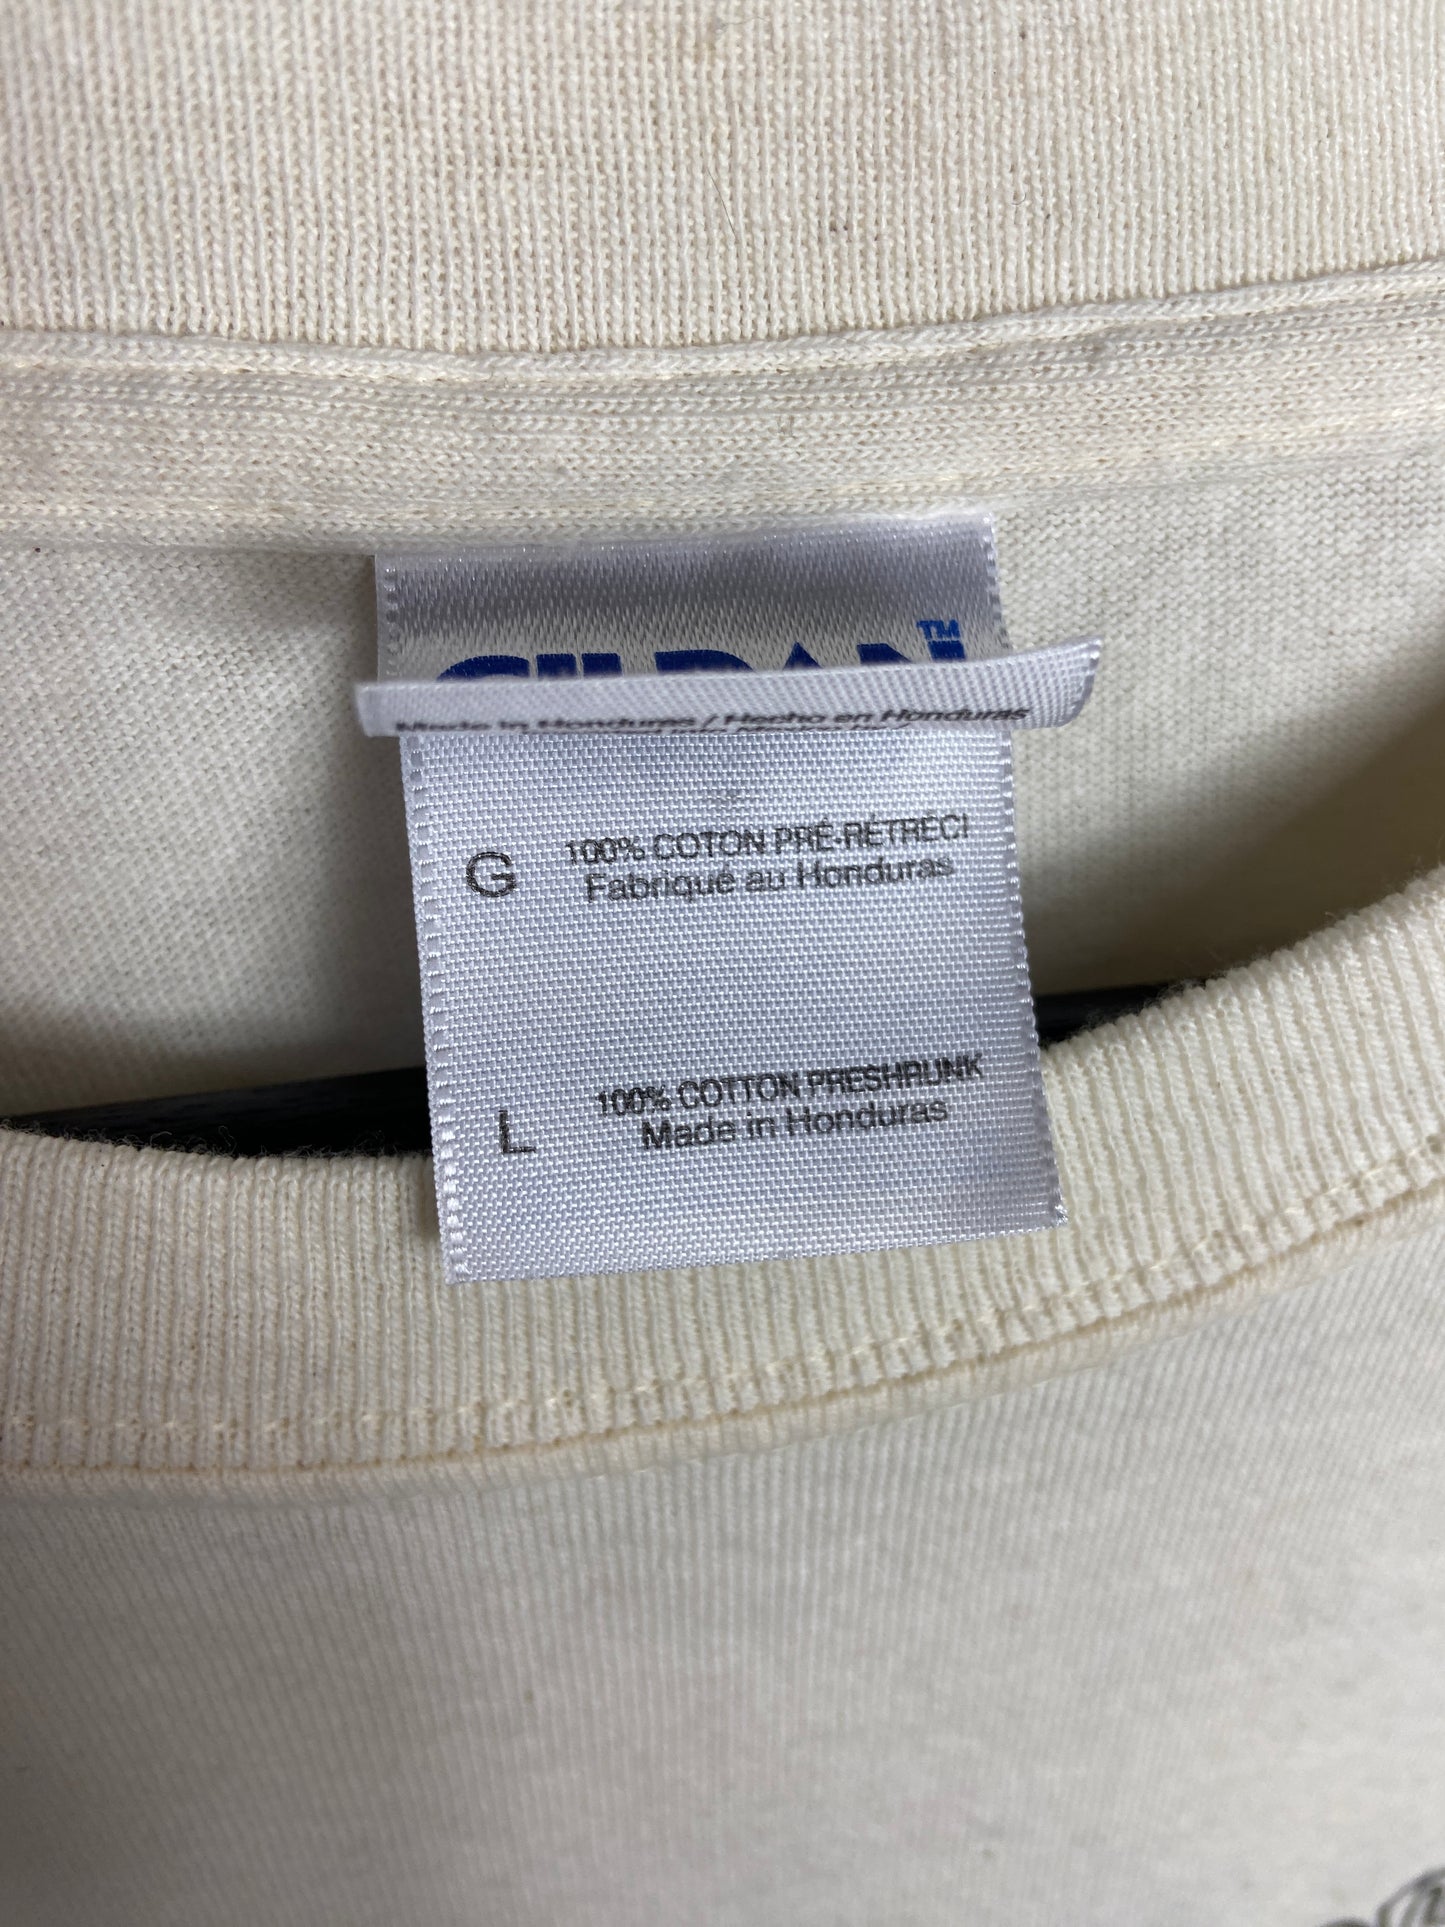 GILDAN™
Made in Honduras / Hecho en Honduras
G
100% COTON PRÉ-RÉTRÉCI
Fabriqué au Honduras
L
100% COTTON PRESHRUNK
Made in Honduras